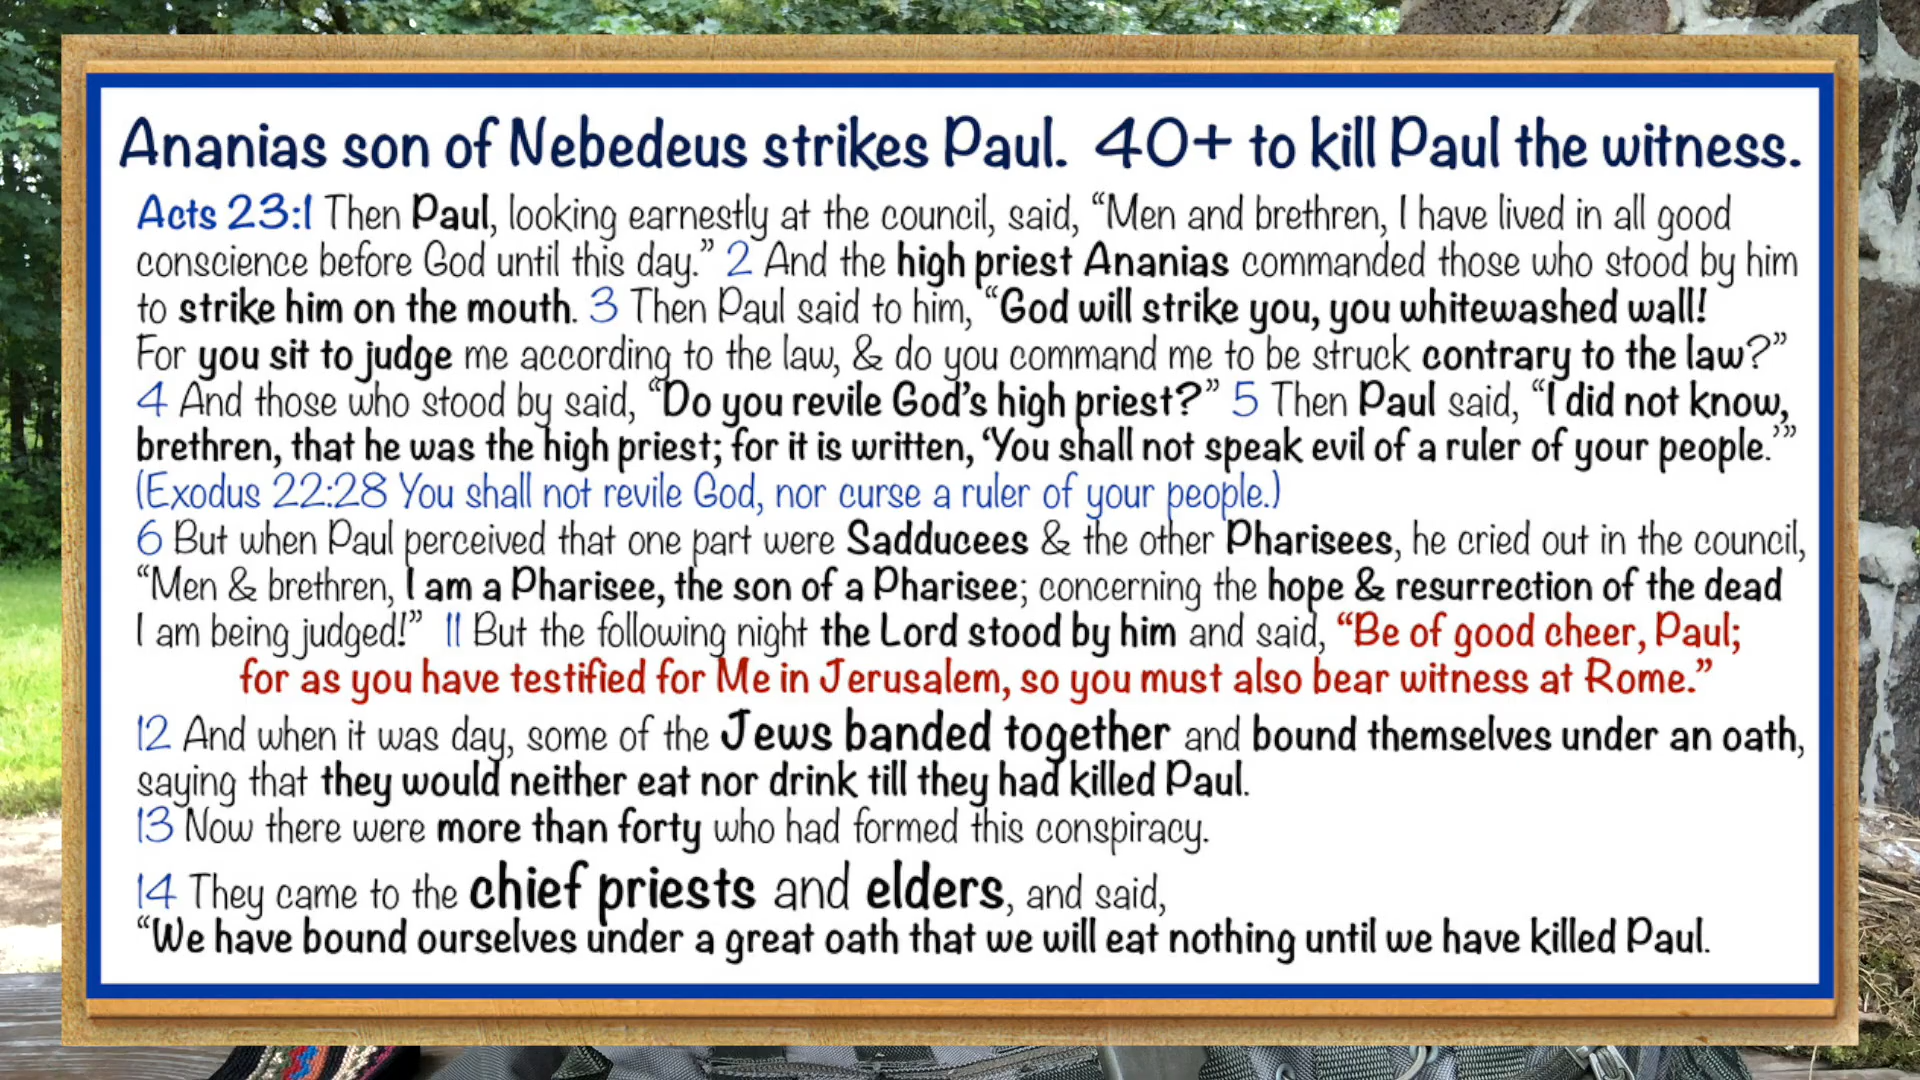 Ananias son of Nebedeus strikes Paul. 40+ to kill Paul the witness.
Acts 23:1 Then Paul, looking earnestly at the council, said, “Men and brethren, I have lived in all good
conscience before God until this day.” 2 And the high priest Ananias commanded those who stood by him
to strike him on the mouth. 3 Then Paul said to him, “God will strike you, you whitewashed wall!
For you sit to judge me according to the law, & do you command me to be struck contrary to the law?”
4 And those who stood by said, “Do you revile God’s high priest?” 5 Then Paul said, “I did not know,
brethren, that he was the high priest; for it is written, ‘You shall not speak evil of a ruler of your people.’”
(Exodus 22:28 You shall not revile God, nor curse a ruler of your people.)
6 But when Paul perceived that one part were Sadducees & the other Pharisees, he cried out in the council,
“Men & brethren, I am a Pharisee, the son of a Pharisee; concerning the hope & resurrection of the dead
I am being judged!” 11 But the following night the Lord stood by him and said, “Be of good cheer, Paul;
for as you have testified for Me in Jerusalem, so you must also bear witness at Rome.”
12 And when it was day, some of the Jews banded together and bound themselves under an oath,
saying that they would neither eat nor drink till they had killed Paul.
13 Now there were more than forty who had formed this conspiracy.
14 They came to the chief priests and elders, and said,
“We have bound ourselves under a great oath that we will eat nothing until we have killed Paul.